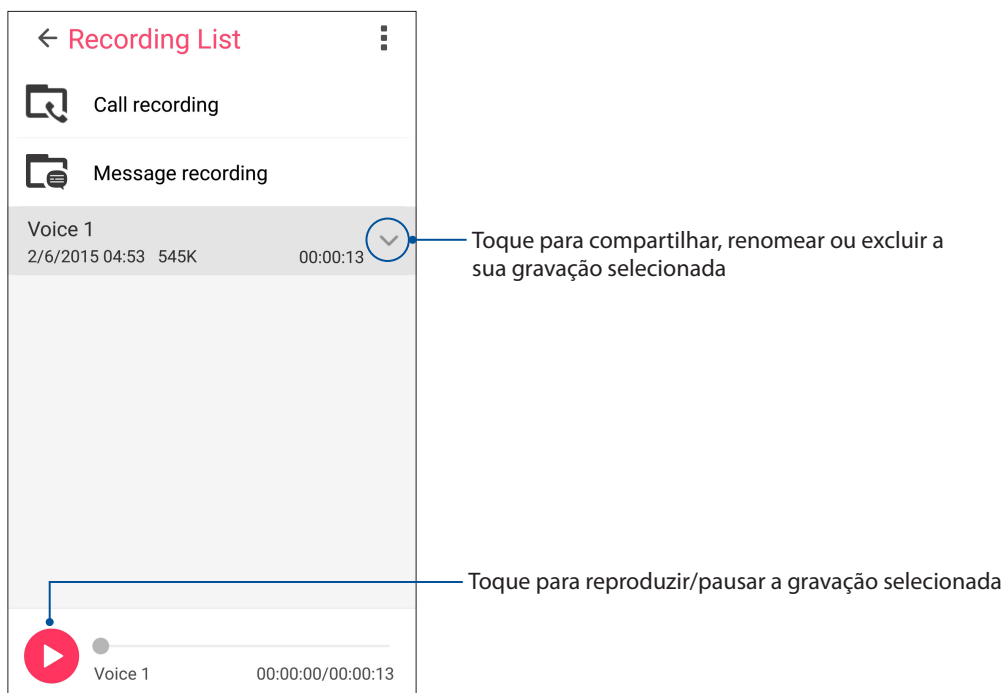 Recording List
Call recording
Message recording
Voice 1
2/6/2015 04:53 545K 00:00:13
Toque para compartilhar, renomear ou excluir a
sua gravação selecionada
Toque para reproduzir/pausar a gravação selecionada
Voice 1 00:00:00/00:00:13